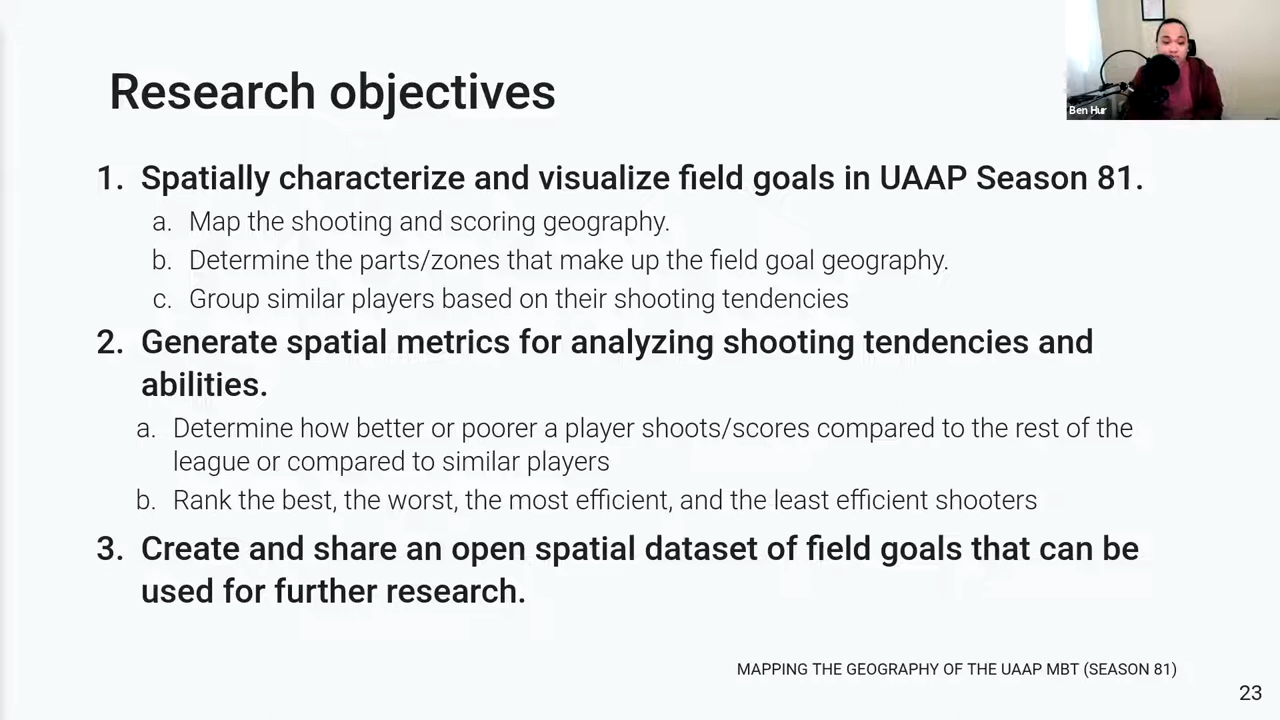 Research objectives
Ben Hur
1. Spatially characterize and visualize field goals in UAAP Season 81.
a. Map the shooting and scoring geography.
b. Determine the parts/zones that make up the field goal geography.
c. Group similar players based on their shooting tendencies
2. Generate spatial metrics for analyzing shooting tendencies and
abilities.
a. Determine how better or poorer a player shoots/scores compared to the rest of the
league or compared to similar players
b. Rank the best, the worst, the most efficient, and the least efficient shooters
3. Create and share an open spatial dataset of field goals that can be
used for further research.
MAPPING THE GEOGRAPHY OF THE UAAP MBT (SEASON 81)
23